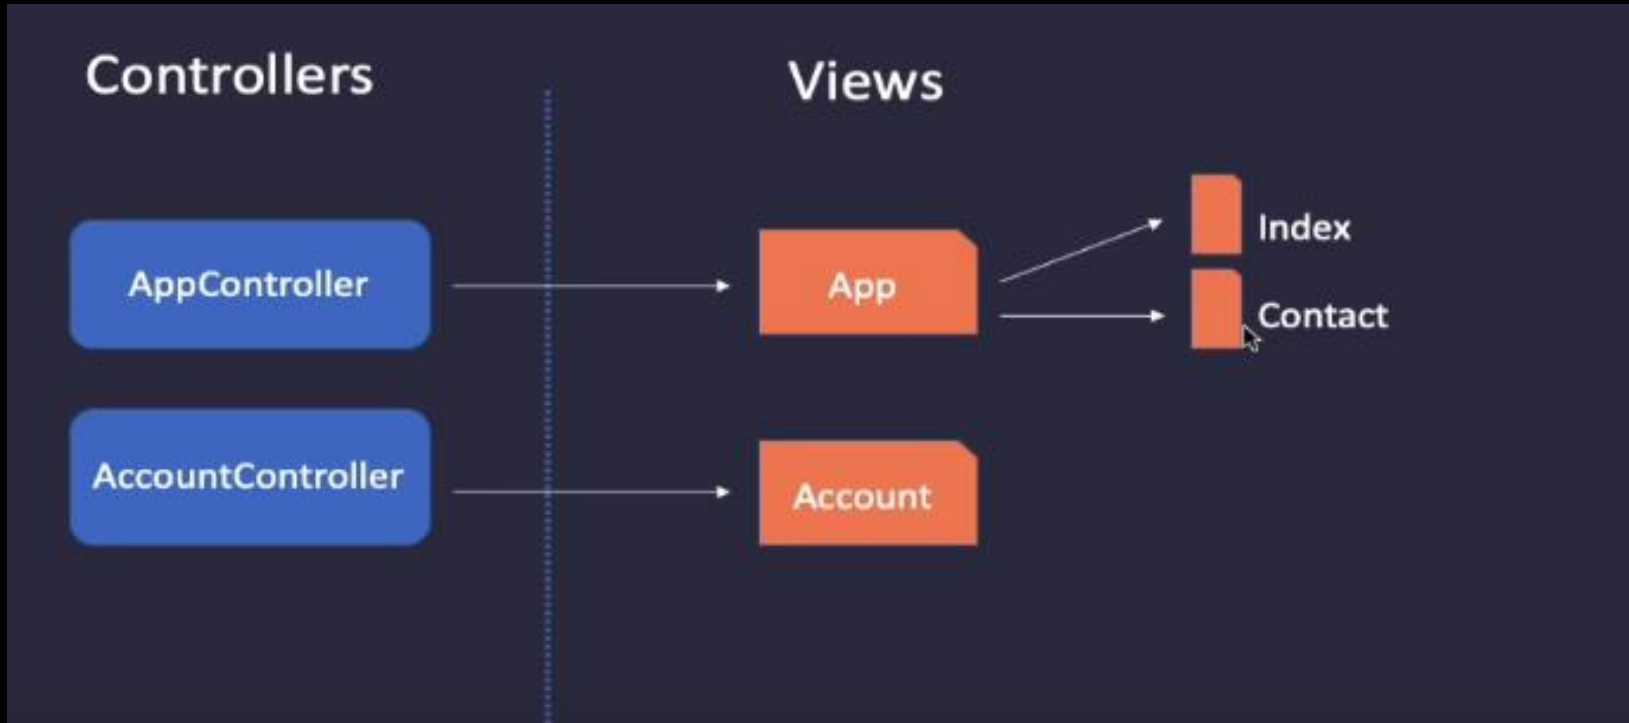 Controllers
Views
AppController
App
Index
Contact
AccountController
Account